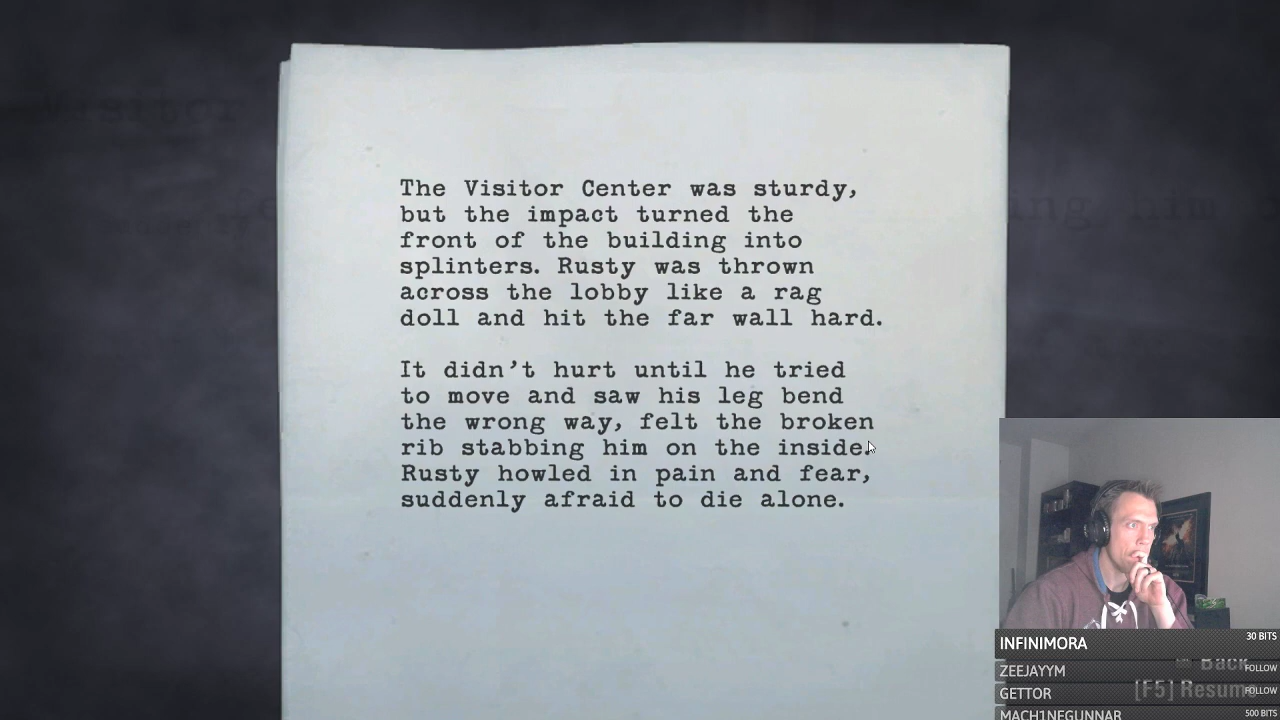 The Visitor Center was sturdy,
but the impact turned the
front of the building into
splinters. Rusty was thrown
across the lobby like a rag
doll and hit the far wall hard.
It didn't hurt until he tried
to move and saw his leg bend
the wrong way, felt the broken
rib stabbing him on the inside.
Rusty howled in pain and fear,
suddenly afraid to die alone.
INFINIMORA 30 BITS
Back
ZEEJAYYM FOLLOW
GETTOR FOLLOW
[F5] Resume
MACH1NEGUNNAR 500 BITS